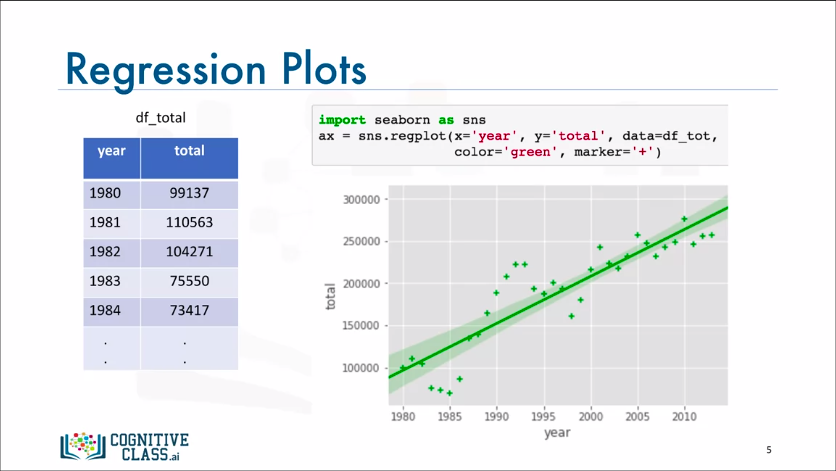 Regression Plots
df_total
year total
1980 99137
1981 110563
1982 104271
1983 75550
1984 73417
. .
. .
import seaborn as sns
ax = sns.regplot(x='year', y='total', data=df_tot,
color='green', marker='+')
300000
250000
200000
150000
100000
total
1980 1985 1990 1995 2000 2005 2010
year
COGNITIVE
CLASS.ai
5